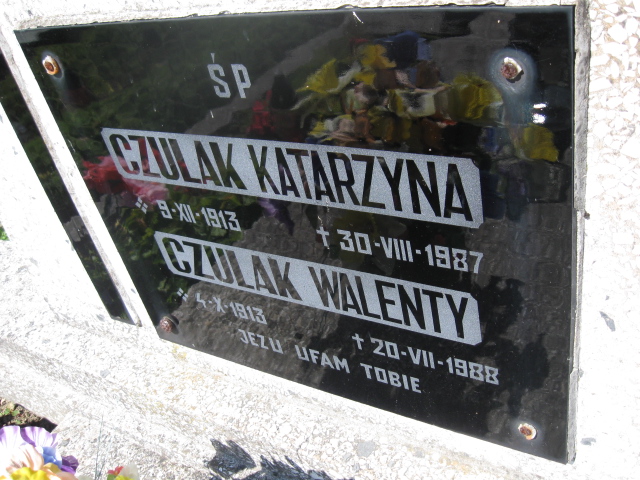 ŚP
CZULAK KATARZYNA
9-XII-1913 † 30-VIII-1987
CZULAK WALENTY
4-X-1913 † 20-VII-1988
JEZU UFAM TOBIE